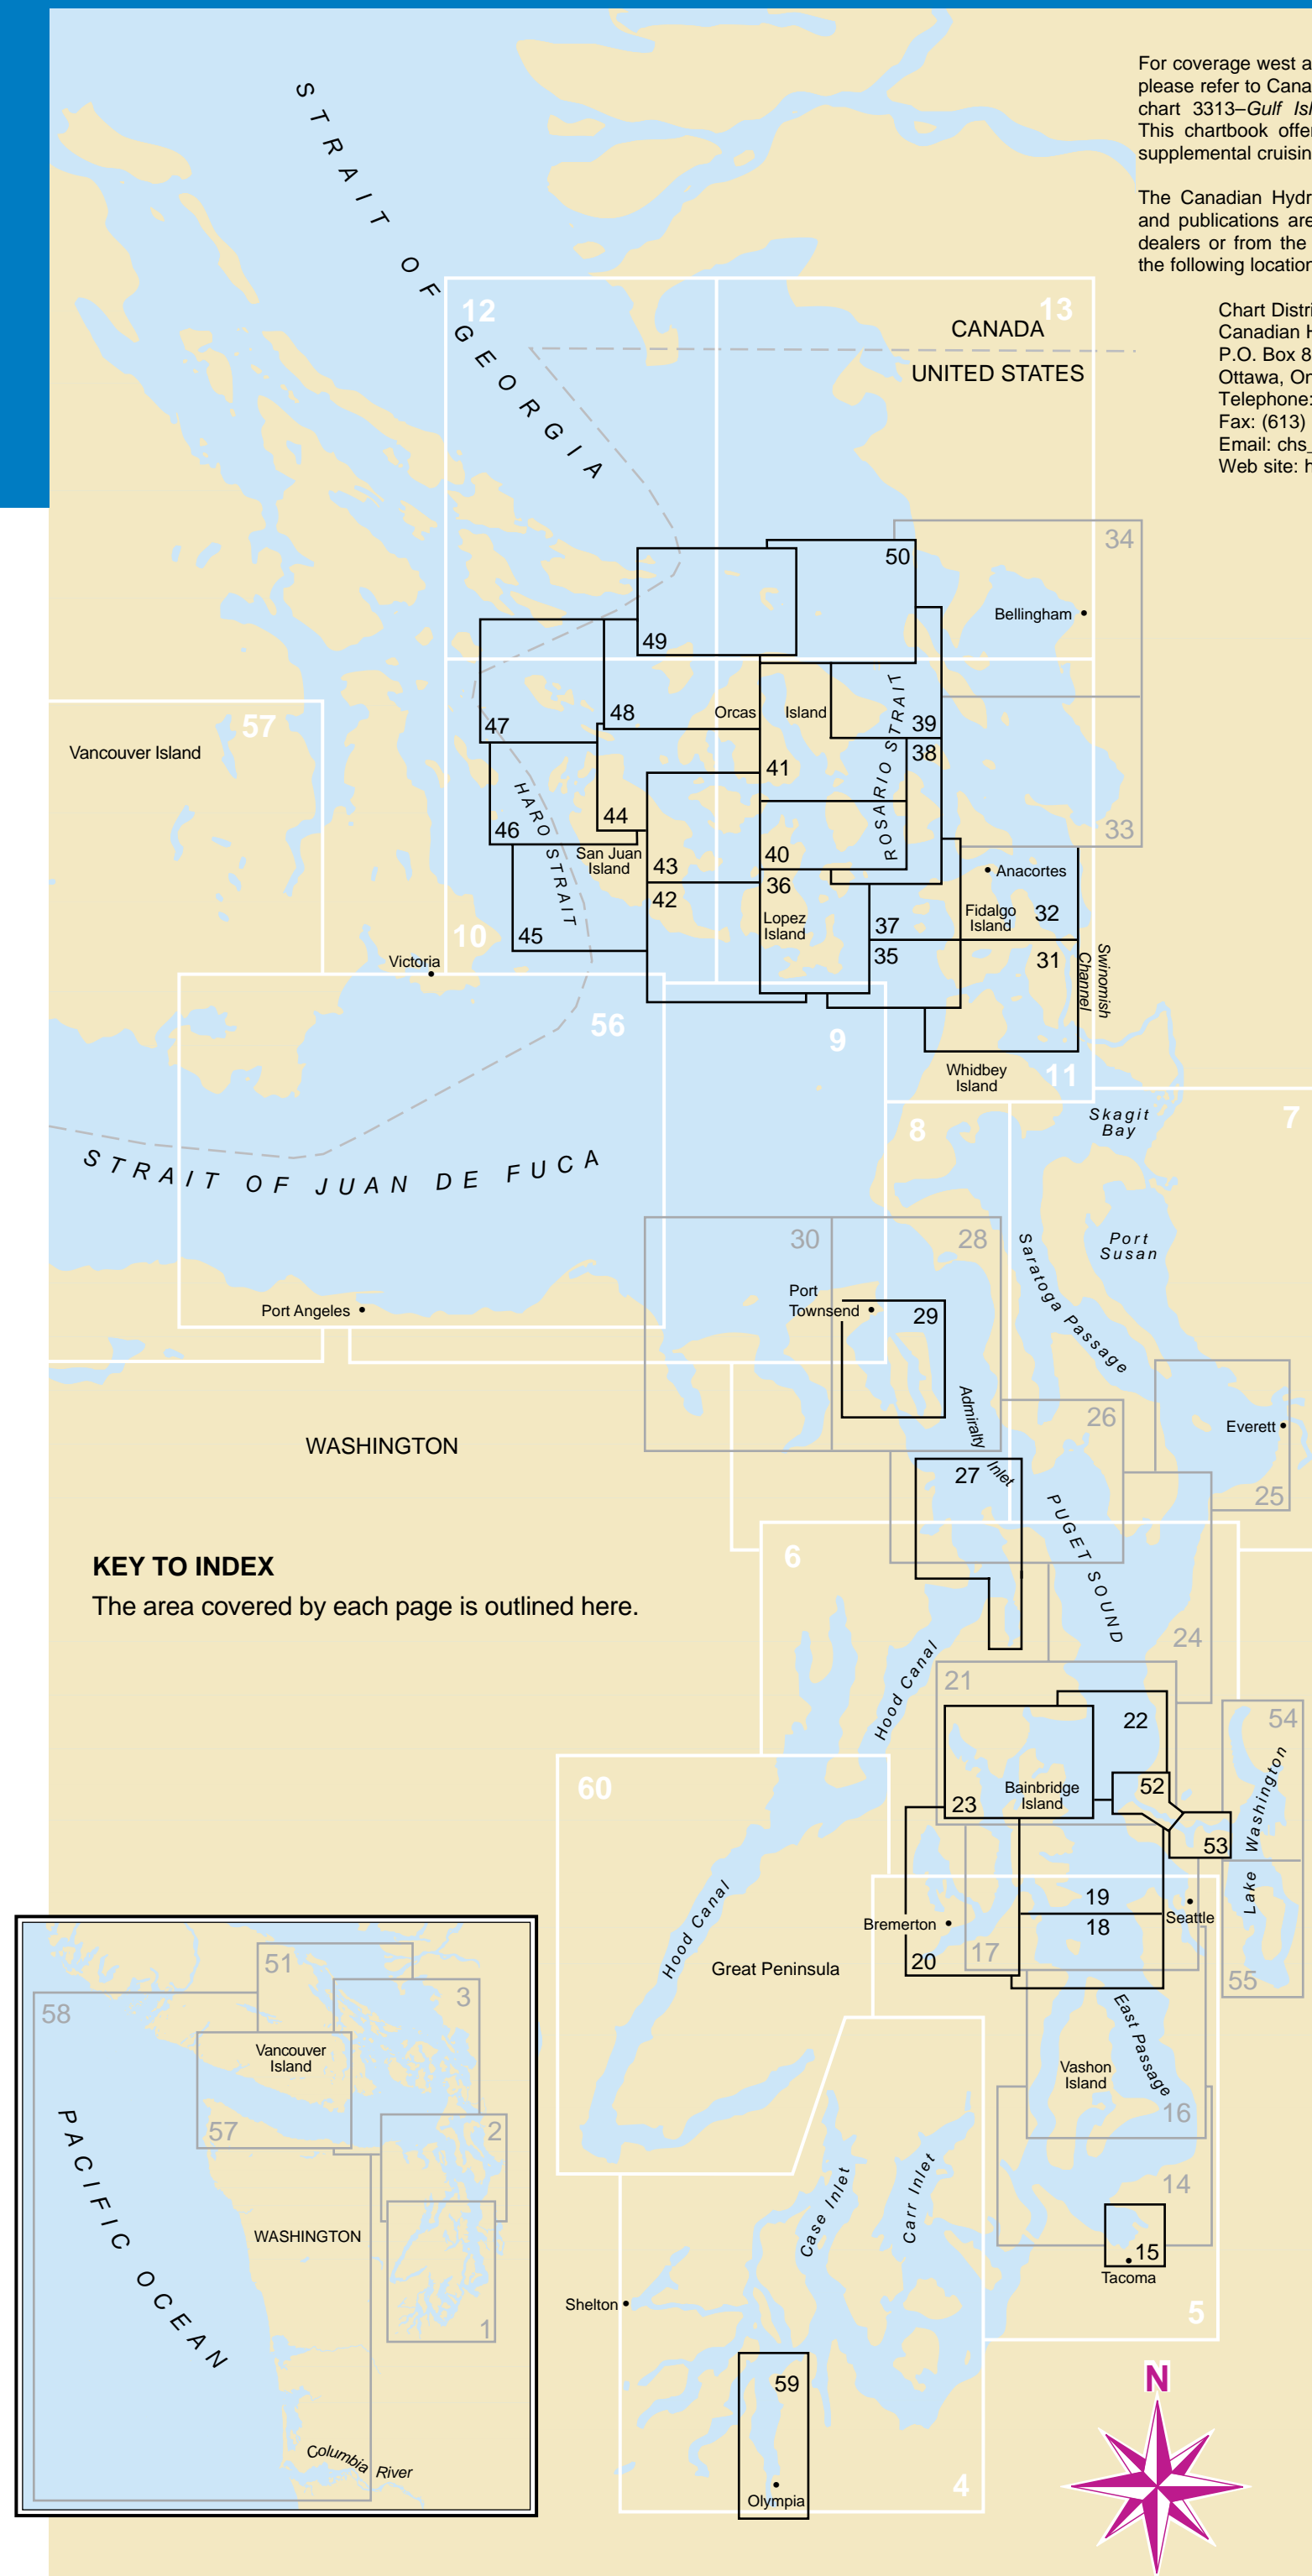 For coverage west a
please refer to Cana
chart 3313–Gulf Isl
This chartbook offe
supplemental cruisin
The Canadian Hydr
and publications are
dealers or from the
the following location
Chart Distri
Canadian H
P.O. Box 8
Ottawa, On
Telephone:
Fax: (613)
Email: chs_
Web site: h
STRAIT OF GEORGIA
12
13
CANADA
UNITED STATES
34
50
Bellingham
49
57
Vancouver Island
47
48
Orcas
Island
39
38
41
ROSARIO STRAIT
HARO STRAIT
44
46
33
San Juan
Island
43
40
36
42
Anacortes
Lopez
Island
Fidalgo
Island
32
37
10
45
35
31
Swinomish
Channel
Victoria
56
9
Whidbey
Island
11
Skagit
Bay
7
8
STRAIT OF JUAN DE FUCA
30
28
Port
Susan
Saratoga Passage
Port
Townsend
29
Port Angeles
Admiralty
Inlet
26
Everett
25
WASHINGTON
27
PUGET SOUND
6
KEY TO INDEX
The area covered by each page is outlined here.
24
Hood Canal
21
22
54
60
52
Bainbridge
Island
23
53
Lake Washington
19
18
Seattle
Bremerton
17
20
Hood Canal
Great Peninsula
55
East Passage
Vashon
Island
16
14
15
Tacoma
Case Inlet
Carr Inlet
Shelton
5
59
Olympia
4
N
51
3
58
Vancouver
Island
57
2
PACIFIC OCEAN
WASHINGTON
1
Columbia River